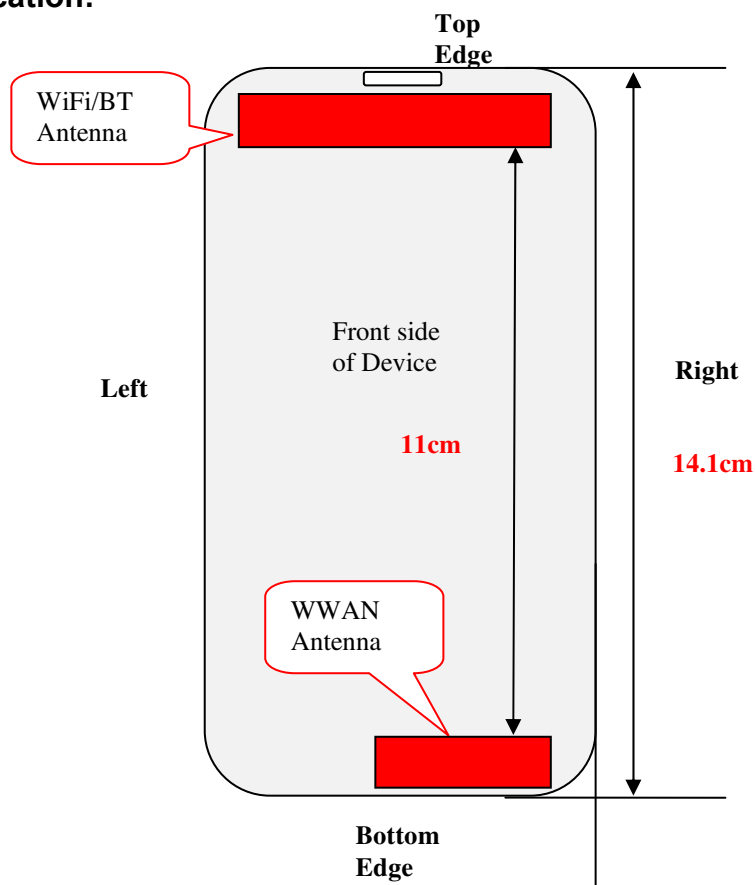 Top
Edge
WiFi/BT
Antenna
Front side
of Device
Left
Right
11cm
14.1cm
WWAN
Antenna
Bottom
Edge